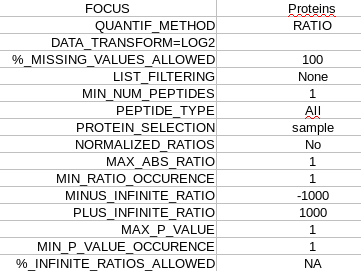 FOCUS Proteins
QUANTIF_METHOD RATIO
DATA_TRANSFORM=LOG2
%_MISSING_VALUES_ALLOWED 100
LIST_FILTERING None
MIN_NUM_PEPTIDES 1
PEPTIDE_TYPE All
PROTEIN_SELECTION sample
NORMALIZED_RATIOS No
MAX_ABS_RATIO 1
MIN_RATIO_OCCURENCE 1
MINUS_INFINITE_RATIO -1000
PLUS_INFINITE_RATIO 1000
MAX_P_VALUE 1
MIN_P_VALUE_OCCURENCE 1
%_INFINITE_RATIOS_ALLOWED NA